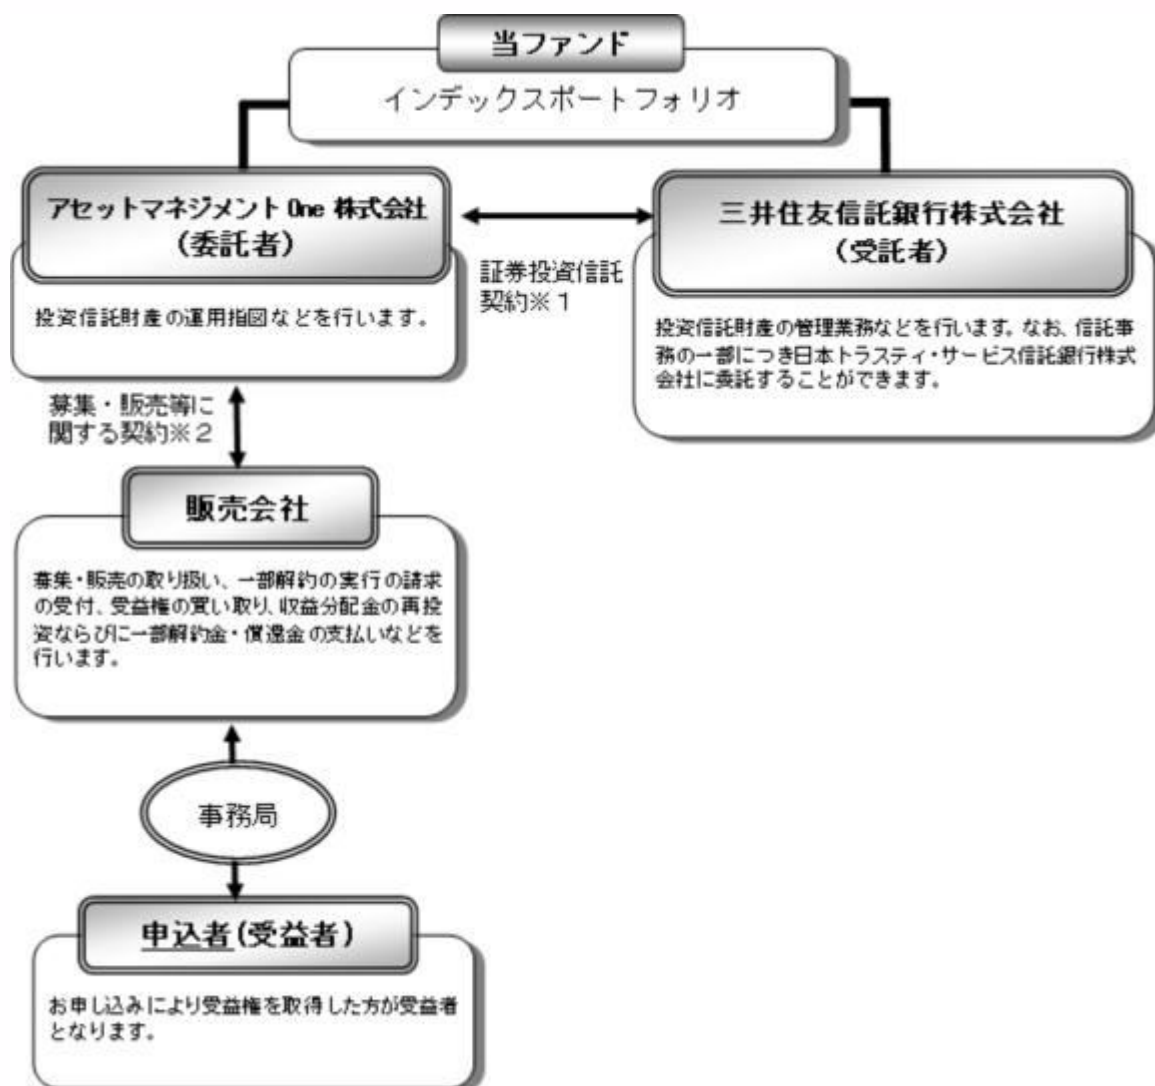 当ファンド
インデックスポートフォリオ
アセットマネジメント One 株式会社
(委託者)
投資信託財産の運用指図などを行います。
証券投資信託
契約※1
三井住友信託銀行株式会社
(受託者)
投資信託財産の管理業務などを行います。なお、信託事
務の一部につき日本トラスティ・サービス信託銀行株式
会社に委託することができます。
募集・販売等に
関する契約※2
販売会社
募集・販売の取り扱い、一部解約の実行の請求
の受付、受益権の買い取り、収益分配金の再投
資ならびに一部解約金・償還金の支払いなどを
行います。
事務局
申込者(受益者)
お申し込みにより受益権を取得した方が受益者
となります。